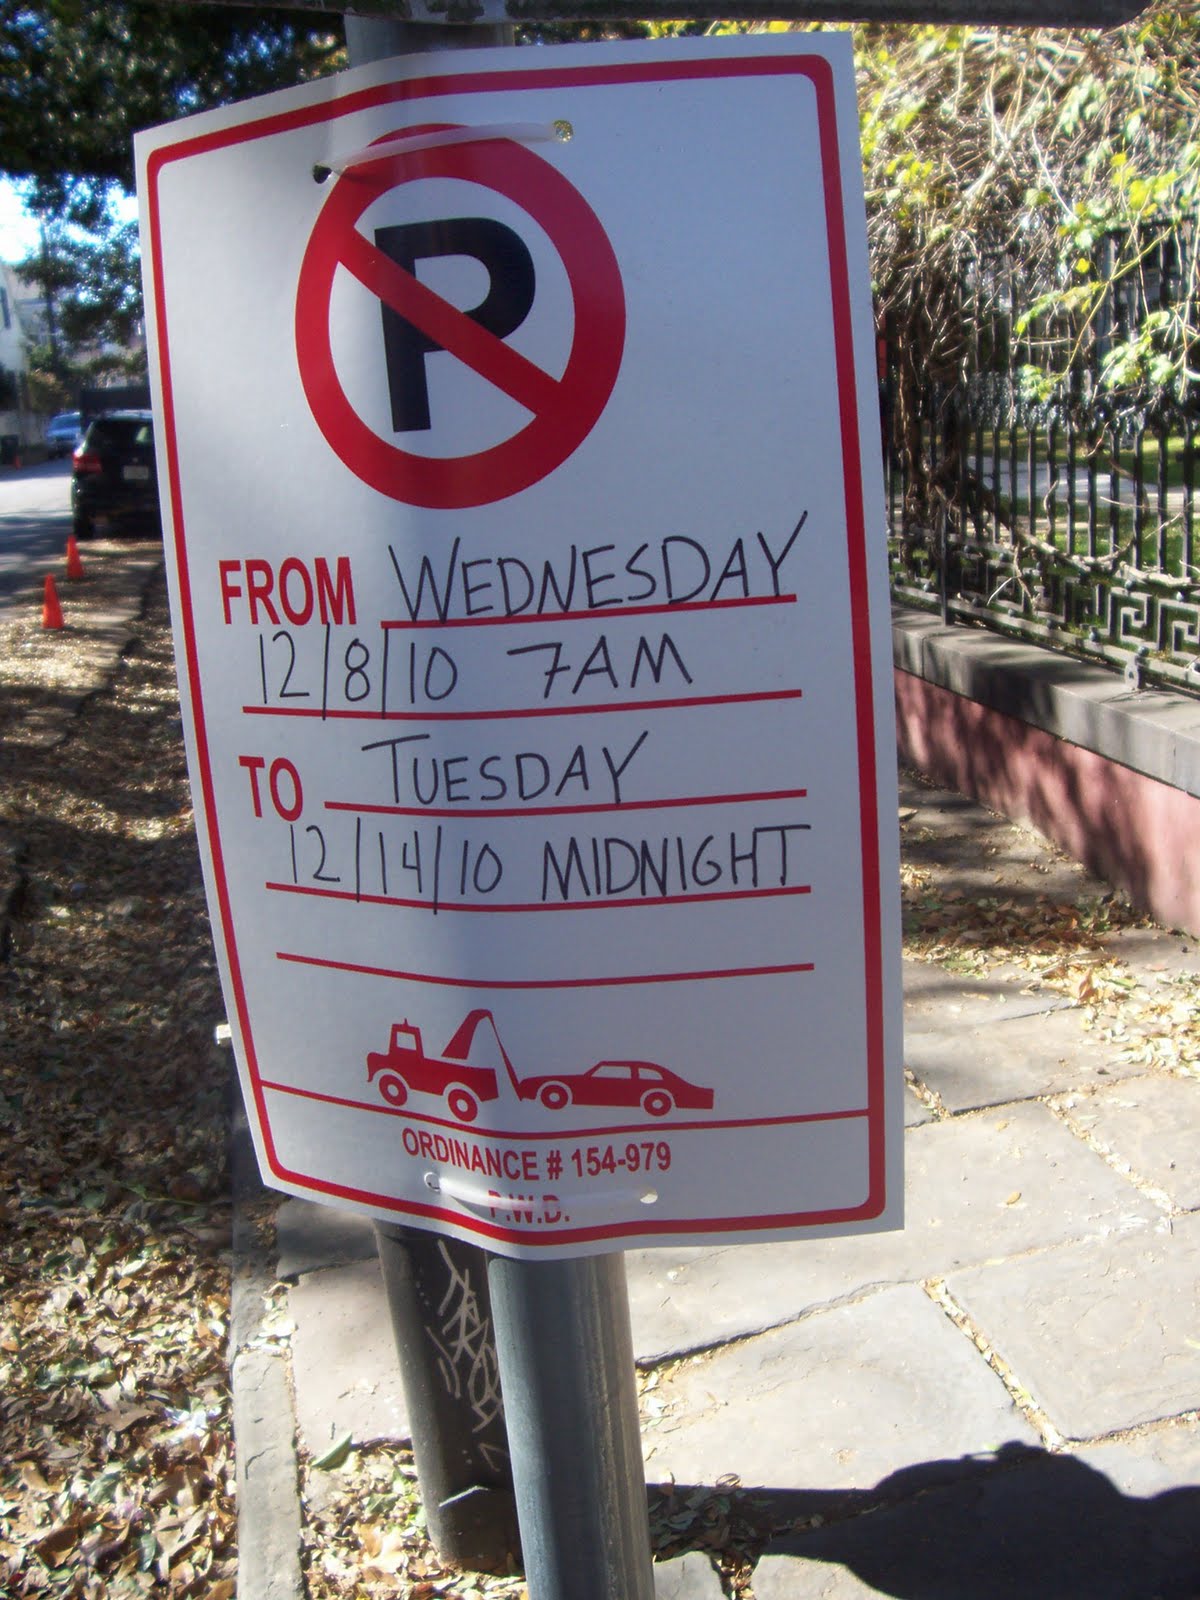 P
FROM WEDNESDAY
12/8/10 7AM
TO TUESDAY
12/14/10 MIDNIGHT
ORDINANCE # 154-979
P.W.D.